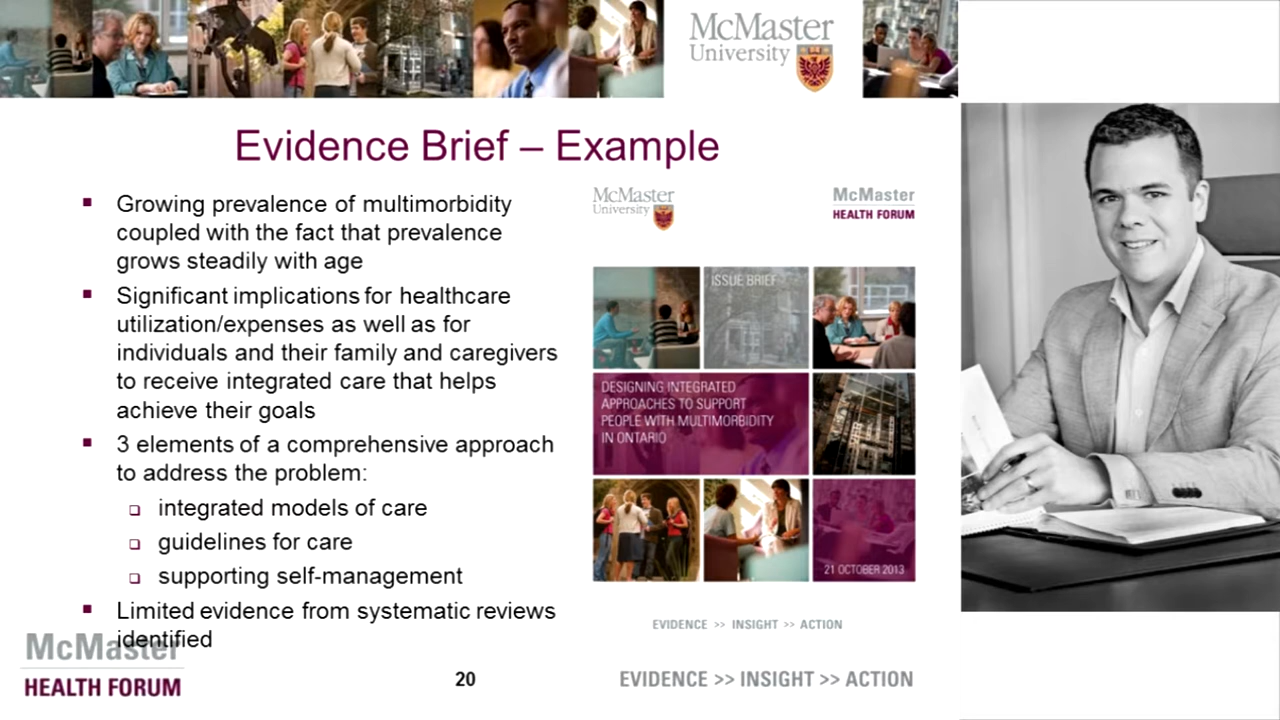 McMaster
University
Evidence Brief – Example
Growing prevalence of multimorbidity
coupled with the fact that prevalence
grows steadily with age
Significant implications for healthcare
utilization/expenses as well as for
individuals and their family and caregivers
to receive integrated care that helps
achieve their goals
3 elements of a comprehensive approach
to address the problem:
integrated models of care
guidelines for care
supporting self-management
Limited evidence from systematic reviews
identified
McMaster
University
McMaster
HEALTH FORUM
ISSUE BRIEF
DESIGNING INTEGRATED
APPROACHES TO SUPPORT
PEOPLE WITH MULTIMORBIDITY
IN ONTARIO
21 OCTOBER 2013
EVIDENCE >> INSIGHT >> ACTION
McMaster
HEALTH FORUM
20
EVIDENCE >> INSIGHT >> ACTION